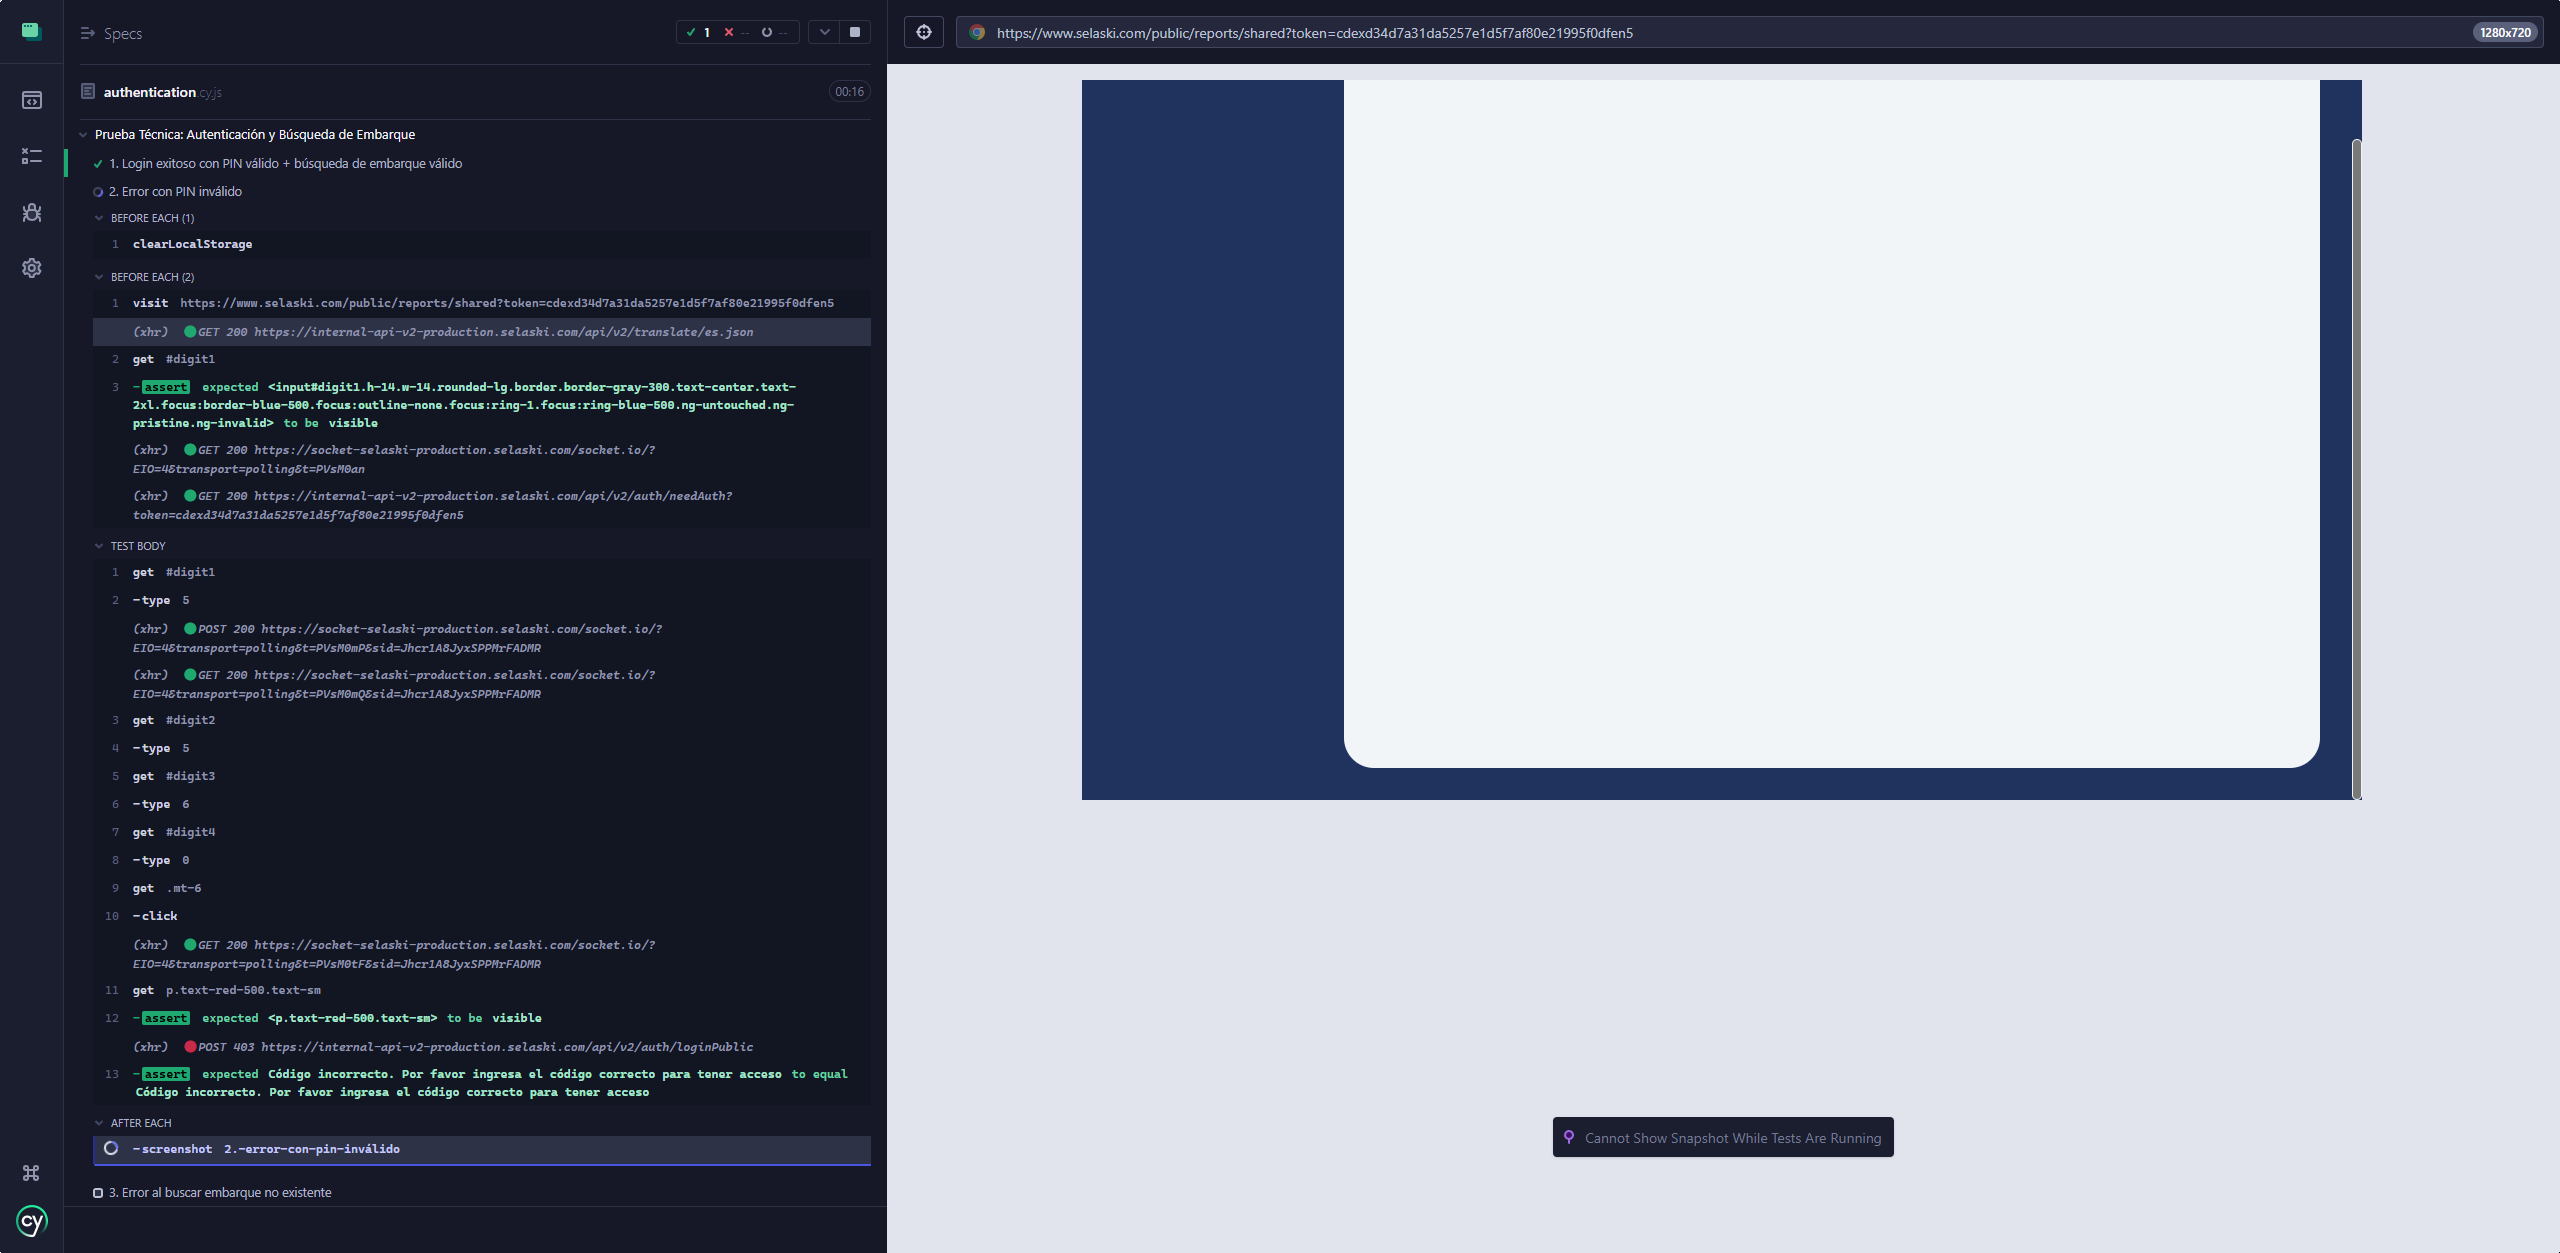 Specs
1 -- --
https://www.selaski.com/public/reports/shared?token=cdexd34d7a31da5257e1d5f7af80e21995f0dfen5
1280x720
authentication.cy.js
00:16
Prueba Técnica: Autenticación y Búsqueda de Embarque
1. Login exitoso con PIN válido + búsqueda de embarque válido
2. Error con PIN inválido
BEFORE EACH (1)
1 clearLocalStorage
BEFORE EACH (2)
1 visit https://www.selaski.com/public/reports/shared?token=cdexd34d7a31da5257e1d5f7af80e21995f0dfen5
(xhr) GET 200 https://internal-api-v2-production.selaski.com/api/v2/translate/es.json
2 get #digit1
3 -assert expected <input#digit1.h-14.w-14.rounded-lg.border.border-gray-300.text-center.text-
2xl.focus:border-blue-500.focus:outline-none.focus:ring-1.focus:ring-blue-500.ng-untouched.ng-
pristine.ng-invalid> to be visible
(xhr) GET 200 https://socket-selaski-production.selaski.com/socket.io/?
EIO=4&transport=polling&t=PVsM0an
(xhr) GET 200 https://internal-api-v2-production.selaski.com/api/v2/auth/needAuth?
token=cdexd34d7a31da5257e1d5f7af80e21995f0dfen5
TEST BODY
1 get #digit1
2 -type 5
(xhr) POST 200 https://socket-selaski-production.selaski.com/socket.io/?
EIO=4&transport=polling&t=PVsM0mP&sid=Jhcr1A8JyxSPPMrFADMR
(xhr) GET 200 https://socket-selaski-production.selaski.com/socket.io/?
EIO=4&transport=polling&t=PVsM0mQ&sid=Jhcr1A8JyxSPPMrFADMR
3 get #digit2
4 -type 5
5 get #digit3
6 -type 6
7 get #digit4
8 -type 0
9 get .mt-6
10 -click
(xhr) GET 200 https://socket-selaski-production.selaski.com/socket.io/?
EIO=4&transport=polling&t=PVsM0tF&sid=Jhcr1A8JyxSPPMrFADMR
11 get p.text-red-500.text-sm
12 -assert expected <p.text-red-500.text-sm> to be visible
(xhr) POST 403 https://internal-api-v2-production.selaski.com/api/v2/auth/loginPublic
13 -assert expected Código incorrecto. Por favor ingresa el código correcto para tener acceso to equal
Código incorrecto. Por favor ingresa el código correcto para tener acceso
AFTER EACH
-screenshot 2.-error-con-pin-inválido
3. Error al buscar embarque no existente
Cannot Show Snapshot While Tests Are Running
cy